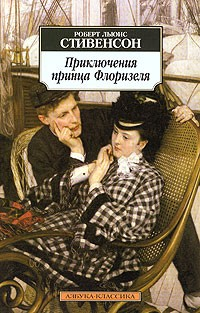 РОБЕРТ ЛЬЮИС
СТИВЕНСОН
Приключения
принца Флоризеля
АЗБУКА-КЛАССИКА